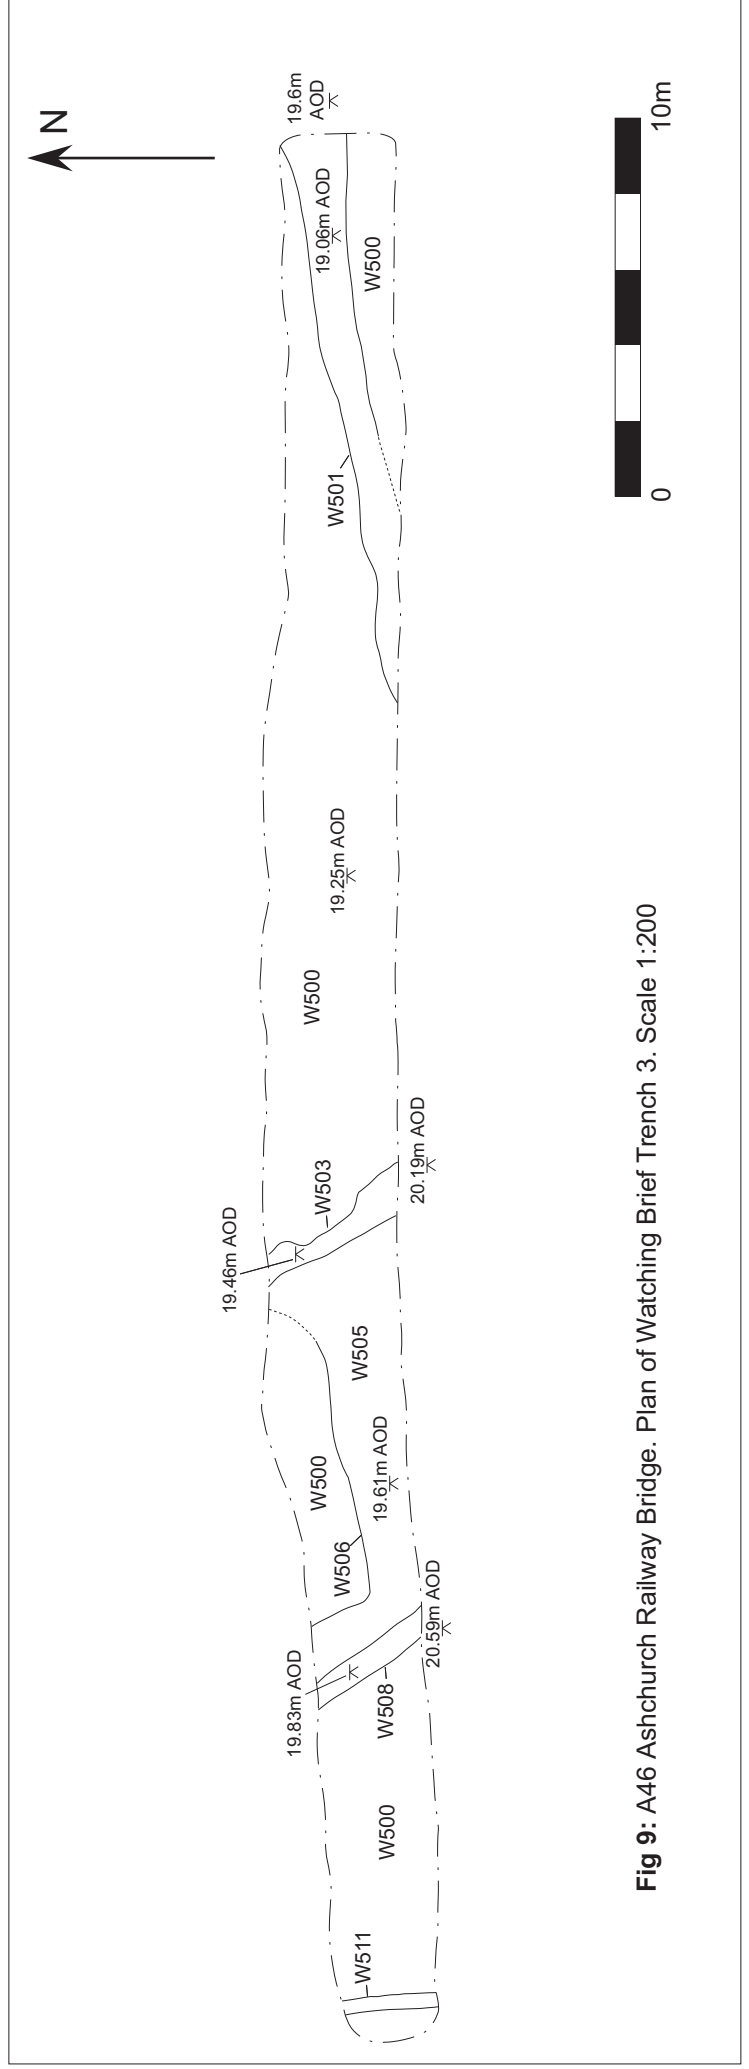 N
19.6m
AOD
19.06m AOD
W500
W501
19.25m AOD
W500
20.19m AOD
W503
19.46m AOD
W505
W500
19.61m AOD
W506
20.59m AOD
19.83m AOD
W508
W500
W511
0
10m
Fig 9: A46 Ashchurch Railway Bridge. Plan of Watching Brief Trench 3. Scale 1:200